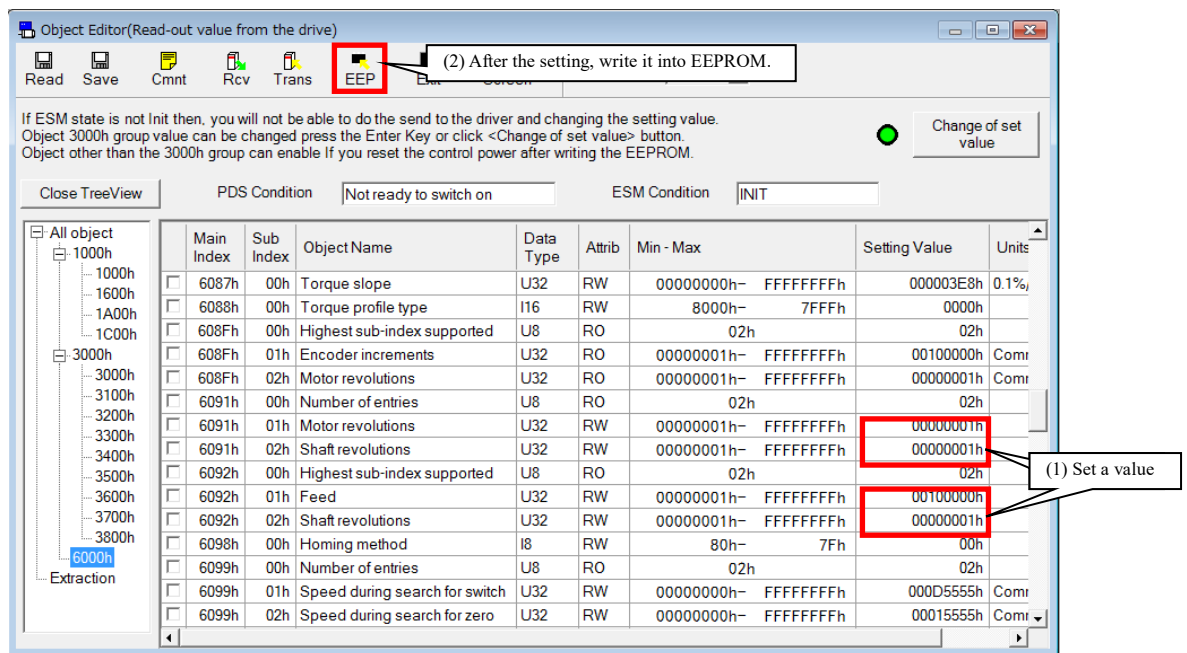 Object Editor(Read-out value from the drive)
Read Save Cmnt Rcv Trans EEP
(2) After the setting, write it into EEPROM.
If ESM state is not Init then, you will not be able to do the send to the driver and changing the setting value.
Object 3000h group value can be changed press the Enter Key or click <Change of set value> button.
Object other than the 3000h group can enable If you reset the control power after writing the EEPROM.
Change of set
value
Close TreeView PDS Condition Not ready to switch on ESM Condition INIT
All object
1000h
1000h
1600h
1A00h
1C00h
3000h
3000h
3100h
3200h
3300h
3400h
3500h
3600h
3700h
3800h
6000h
Extraction
Main Index Sub Index Object Name Data Type Attrib Min - Max Setting Value Units
6087h 00h Torque slope U32 RW 00000000h- FFFFFFFFh 000003E8h 0.1%/
6088h 00h Torque profile type I16 RW 8000h- 7FFFh 0000h
608Fh 00h Highest sub-index supported U8 RO 02h 02h
608Fh 01h Encoder increments U32 RO 00000001h- FFFFFFFFh 00100000h Comm
608Fh 02h Motor revolutions U32 RO 00000001h- FFFFFFFFh 00000001h Comm
6091h 00h Number of entries U8 RO 02h 02h
6091h 01h Motor revolutions U32 RW 00000001h- FFFFFFFFh 00000001h
6091h 02h Shaft revolutions U32 RW 00000001h- FFFFFFFFh 00000001h
6092h 00h Highest sub-index supported U8 RO 02h 02h
6092h 01h Feed U32 RW 00000001h- FFFFFFFFh 00100000h
6092h 02h Shaft revolutions U32 RW 00000001h- FFFFFFFFh 00000001h
6098h 00h Homing method I8 RW 80h- 7Fh 00h
6099h 00h Number of entries U8 RO 02h 02h
6099h 01h Speed during search for switch U32 RW 00000000h- FFFFFFFFh 000D5555h Comm
6099h 02h Speed during search for zero U32 RW 00000000h- FFFFFFFFh 00015555h Comm
(1) Set a value